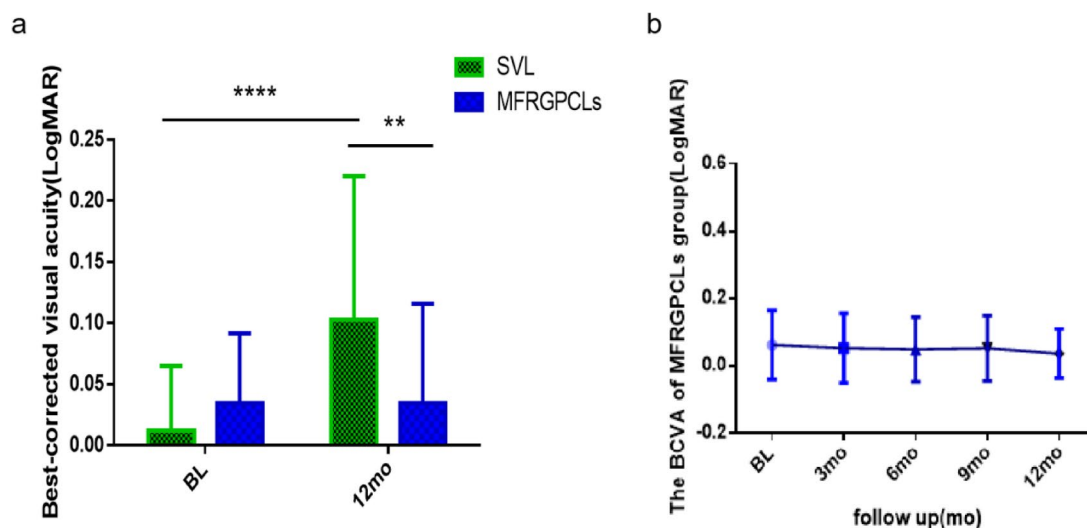 a
SVL
MFRGPCLs
****
**
Best-corrected visual acuity(LogMAR)
0.25
0.20
0.15
0.10
0.05
0.00
BL
12mo
b
The BCVA of MFRGPCLs group(LogMAR)
0.6
0.4
0.2
0.0
-0.2
BL
3mo
6mo
9mo
12mo
follow up(mo)